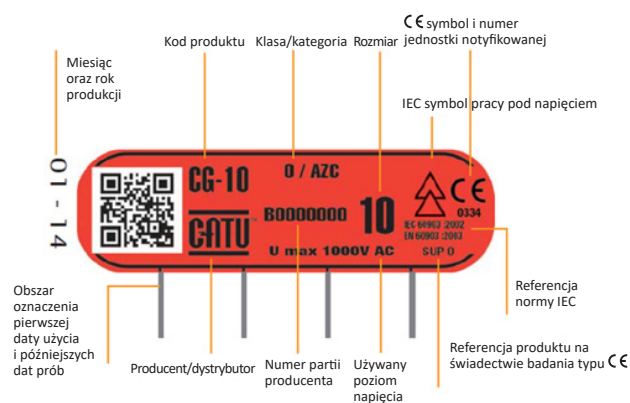 Miesiąc
oraz rok
produkcji
Kod produktu
Klasa/kategoria
Rozmiar
CE symbol i numer
jednostki notyfikowanej
IEC symbol pracy pod napięciem
01 - 14
CG-10
0 / AZC
CE
0334
CATU
B0000000
10
IEC 60903 :2002
EN 60903 :2003
U max 1000V AC
SUP 0
Obszar
oznaczenia
pierwszej
daty użycia
i późniejszych
dat prób
Producent/dystrybutor
Numer partii
producenta
Używany
poziom
napięcia
Referencja
normy IEC
Referencja produktu na
świadectwie badania typu CE